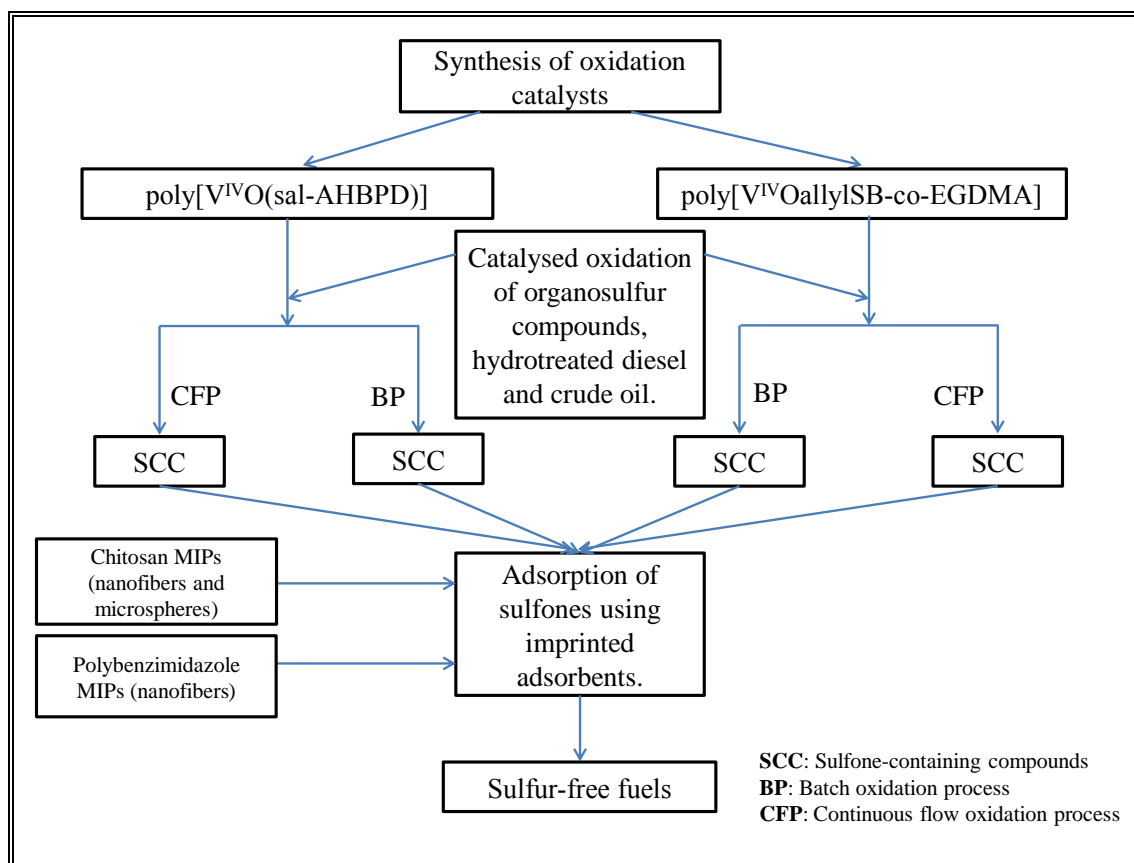 Synthesis of oxidation
catalysts
poly[VᴵⱽO(sal-AHBPD)]
poly[VᴵⱽOallylSB-co-EGDMA]
Catalysed oxidation
of organosulfur
compounds,
hydrotreated diesel
and crude oil.
CFP
BP
BP
CFP
SCC
SCC
SCC
SCC
Chitosan MIPs
(nanofibers and
microspheres)
Polybenzimidazole
MIPs (nanofibers)
Adsorption of
sulfones using
imprinted
adsorbents.
Sulfur-free fuels
SCC: Sulfone-containing compounds
BP: Batch oxidation process
CFP: Continuous flow oxidation process